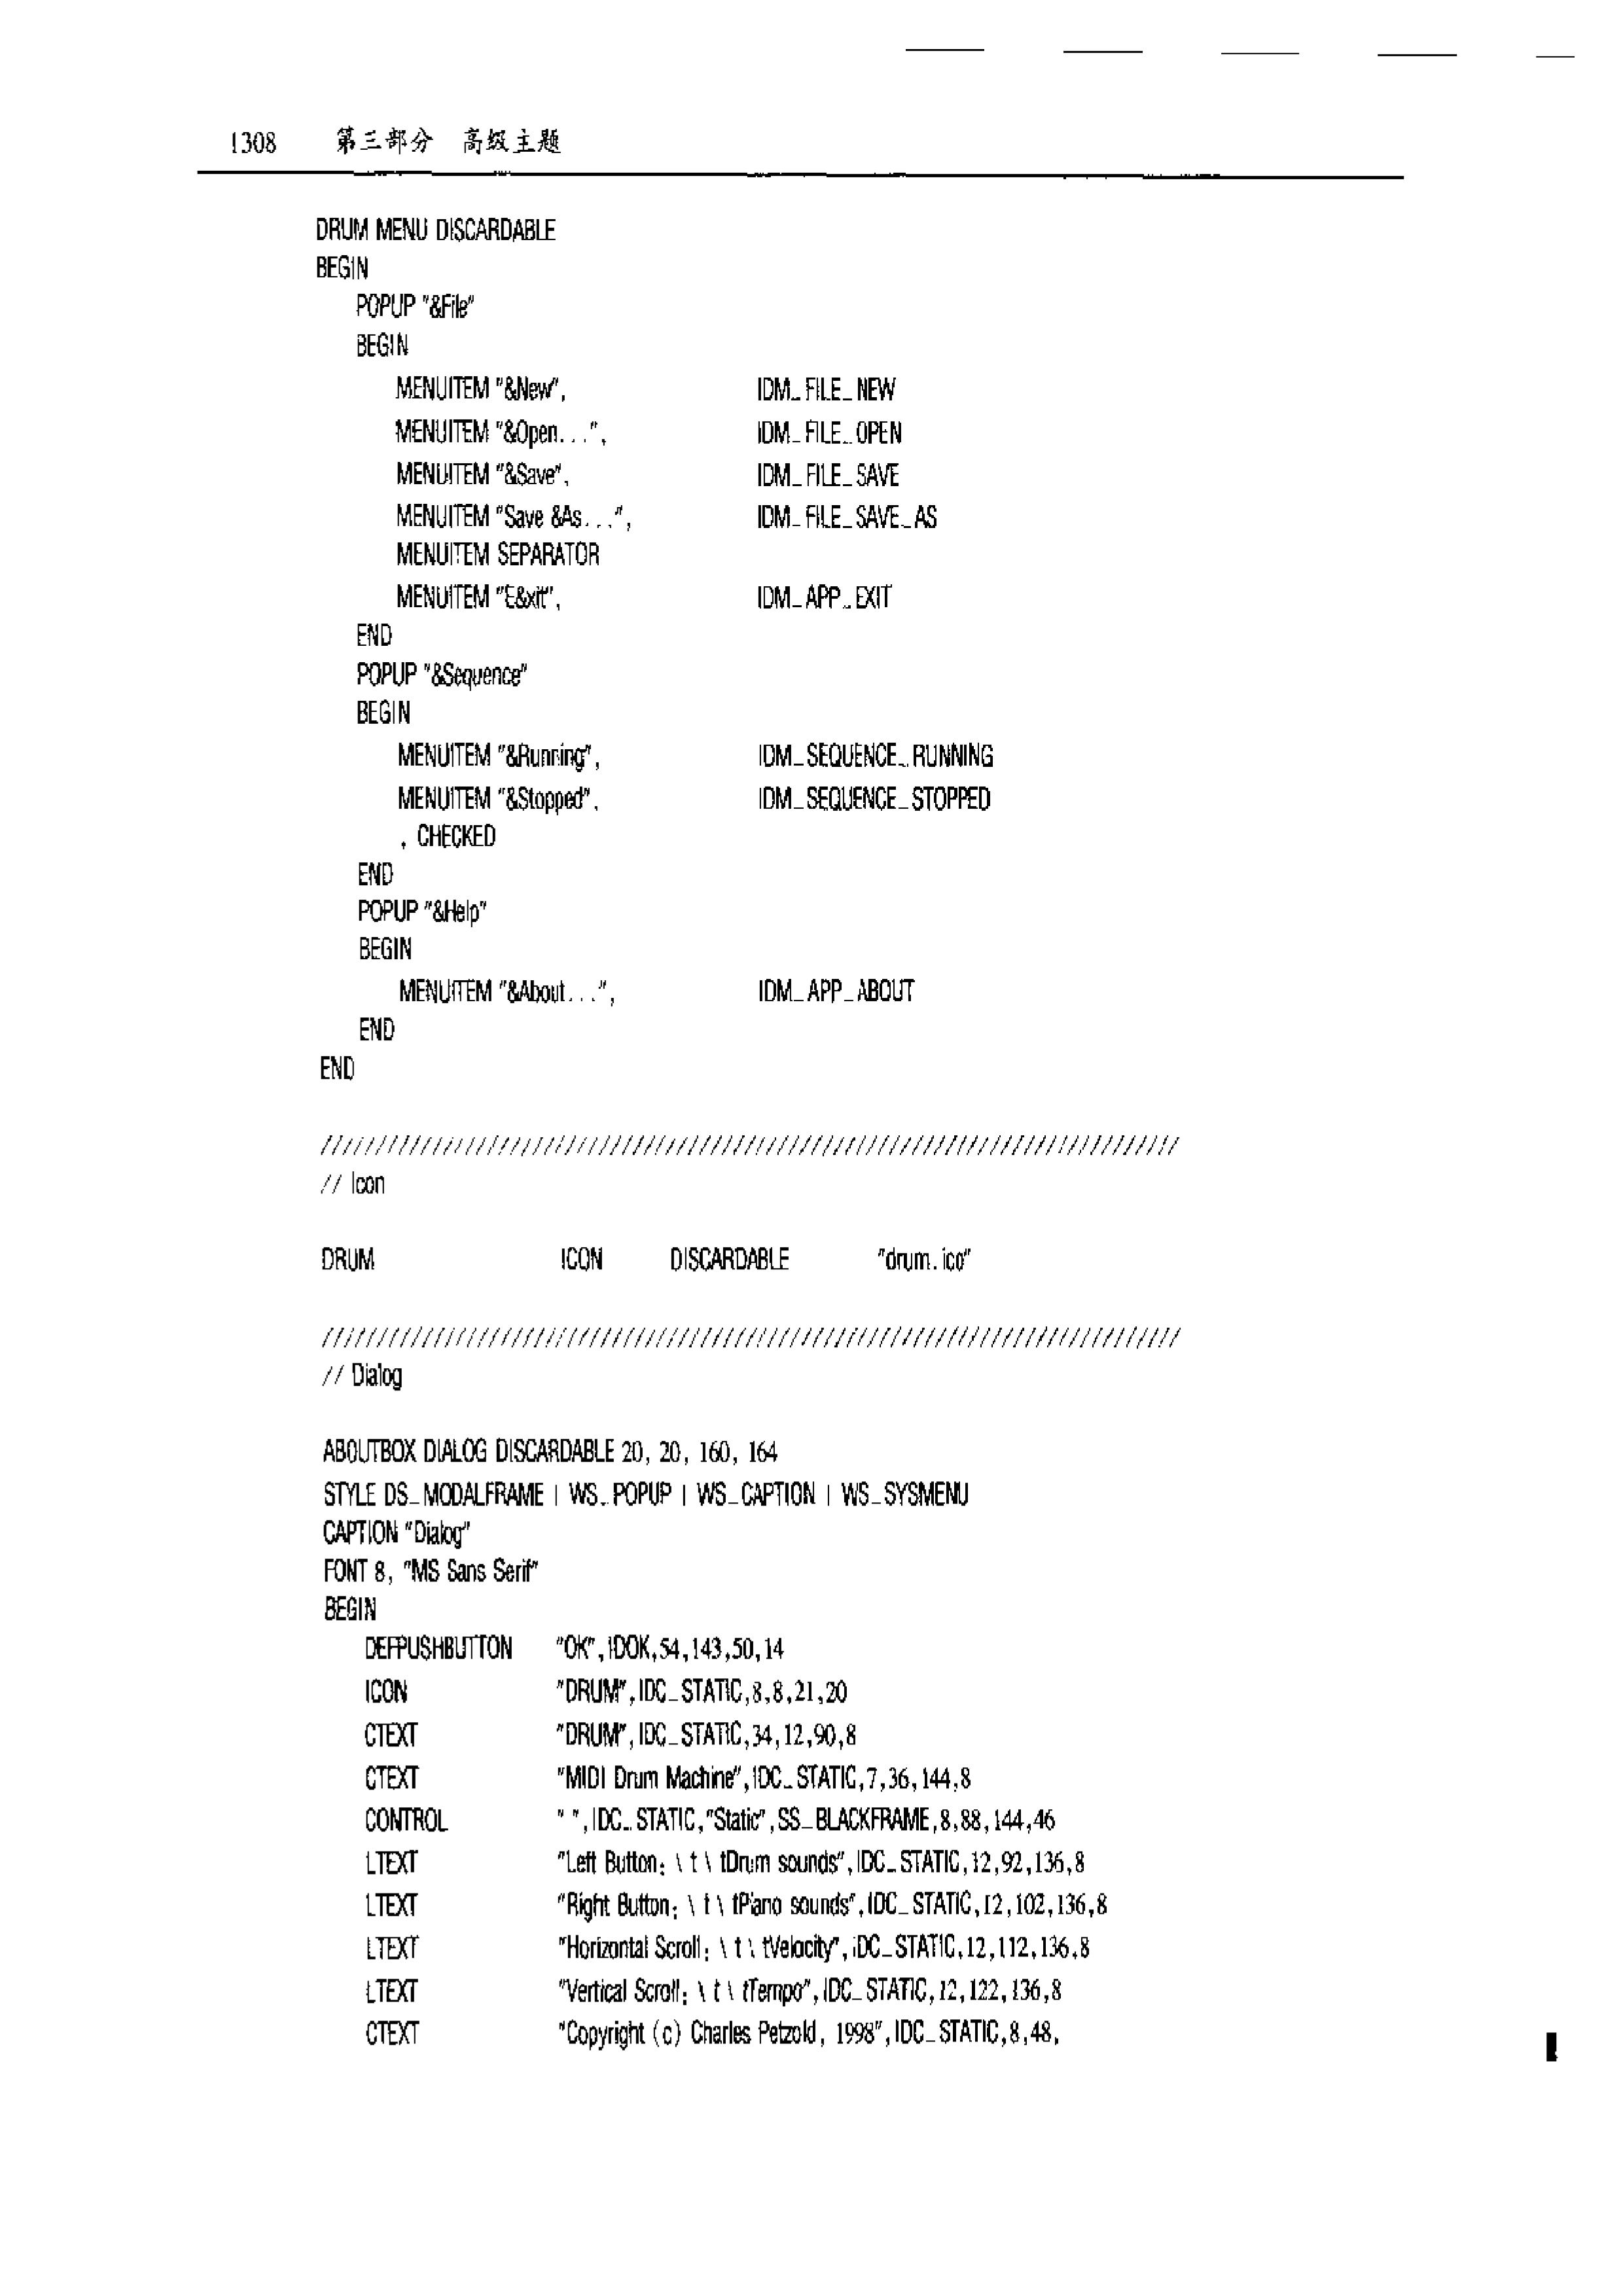 1308 第三部分 高级主题
DRUM MENU DISCARDABLE
BEGIN
POPUP "&File"
BEGIN
MENUITEM "&New", IDM_FILE_NEW
MENUITEM "&Open...", IDM_FILE_OPEN
MENUITEM "&Save", IDM_FILE_SAVE
MENUITEM "Save &As...", IDM_FILE_SAVE_AS
MENUITEM SEPARATOR
MENUITEM "E&xit", IDM_APP_EXIT
END
POPUP "&Sequence"
BEGIN
MENUITEM "&Running", IDM_SEQUENCE_RUNNING
MENUITEM "&Stopped", IDM_SEQUENCE_STOPPED
, CHECKED
END
POPUP "&Help"
BEGIN
MENUITEM "&About...", IDM_APP_ABOUT
END
END
/////////////////////////////////////////////////////////////////////////////
// Icon
DRUM ICON DISCARDABLE "drum.ico"
/////////////////////////////////////////////////////////////////////////////
// Dialog
ABOUTBOX DIALOG DISCARDABLE 20, 20, 160, 164
STYLE DS_MODALFRAME | WS_POPUP | WS_CAPTION | WS_SYSMENU
CAPTION "Dialog"
FONT 8, "MS Sans Serif"
BEGIN
DEFPUSHBUTTON "OK",IDOK,54,143,50,14
ICON "DRUM",IDC_STATIC,8,8,21,20
CTEXT "DRUM",IDC_STATIC,34,12,90,8
CTEXT "MIDI Drum Machine",IDC_STATIC,7,36,144,8
CONTROL " ",IDC_STATIC,"Static",SS_BLACKFRAME,8,88,144,46
LTEXT "Left Button: \ t \ tDrum sounds",IDC_STATIC,12,92,136,8
LTEXT "Right Button: \ t \ tPiano sounds",IDC_STATIC,12,102,136,8
LTEXT "Horizontal Scroll: \ t \ tVelocity",IDC_STATIC,12,112,136,8
LTEXT "Vertical Scroll: \ t \ tTempo",IDC_STATIC,12,122,136,8
CTEXT "Copyright (c) Charles Petzold, 1998",IDC_STATIC,8,48,